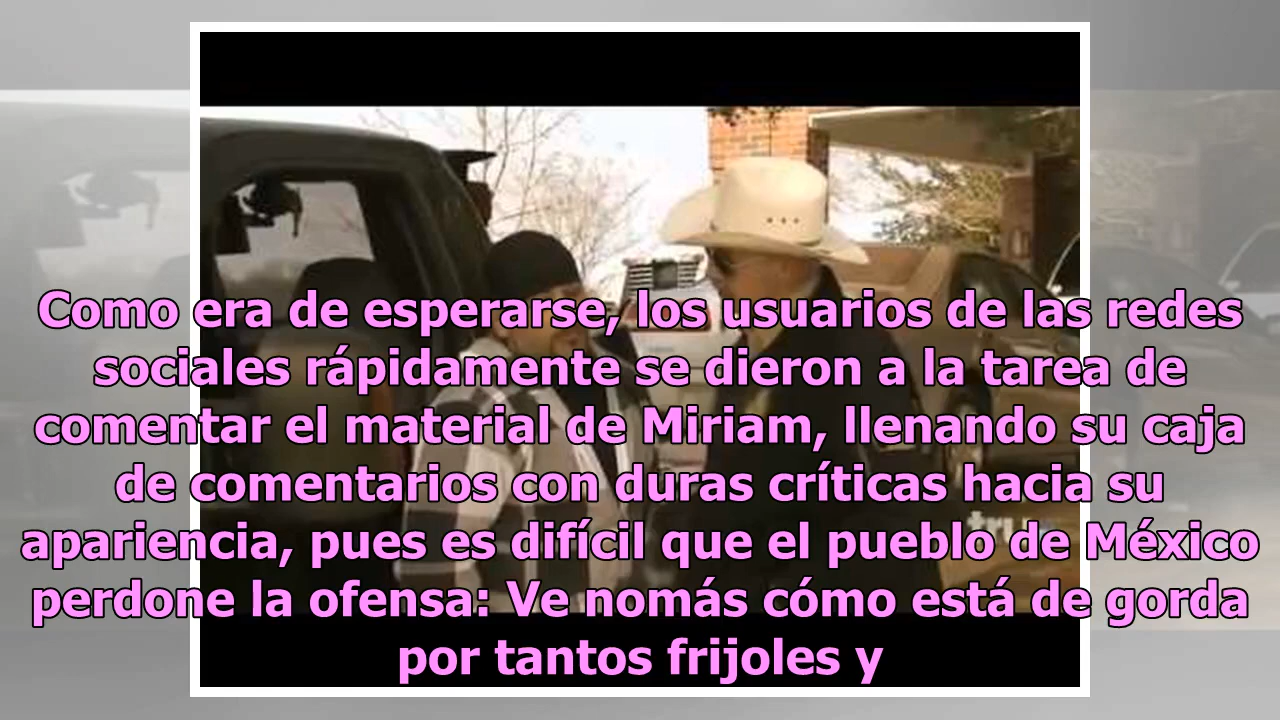 Como era de esperarse, los usuarios de las redes
sociales rápidamente se dieron a la tarea de
comentar el material de Miriam, llenando su caja
de comentarios con duras críticas hacia su
apariencia, pues es difícil que el pueblo de México
perdone la ofensa: Ve nomás cómo está de gorda
por tantos frijoles y